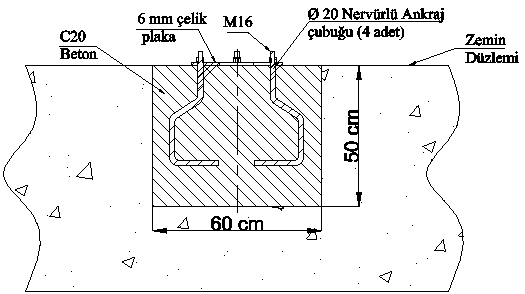 6 mm çelik
plaka
M16
Ø 20 Nervürlü Ankraj
çubuğu (4 adet)
C20
Beton
Zemin
Düzlemi
50 cm
60 cm